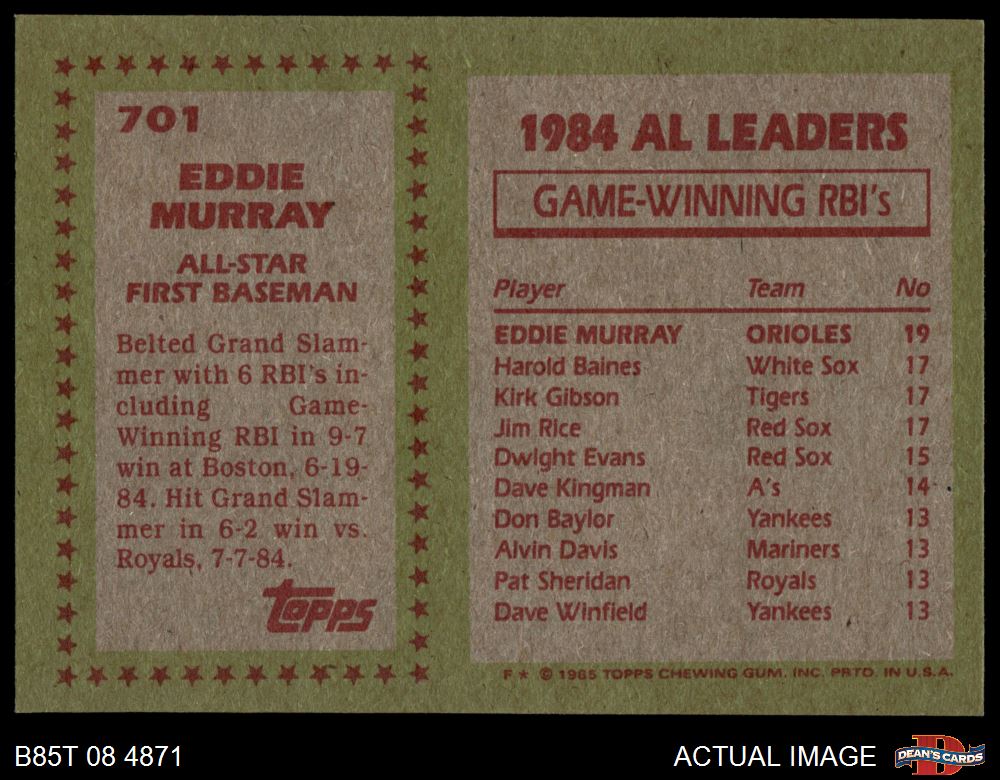 701
EDDIE
MURRAY
ALL-STAR
FIRST BASEMAN
Belted Grand Slam-
mer with 6 RBI's in-
cluding Game-
Winning RBI in 9-7
win at Boston, 6-19-
84. Hit Grand Slam-
mer in 6-2 win vs.
Royals, 7-7-84.
Topps
1984 AL LEADERS
GAME-WINNING RBI's
Player Team No
EDDIE MURRAY ORIOLES 19
Harold Baines White Sox 17
Kirk Gibson Tigers 17
Jim Rice Red Sox 17
Dwight Evans Red Sox 15
Dave Kingman A's 14
Don Baylor Yankees 13
Alvin Davis Mariners 13
Pat Sheridan Royals 13
Dave Winfield Yankees 13
F★ © 1985 TOPPS CHEWING GUM, INC. PRTD. IN U.S.A.
B85T 08 4871 ACTUAL IMAGE DEAN'S CARDS